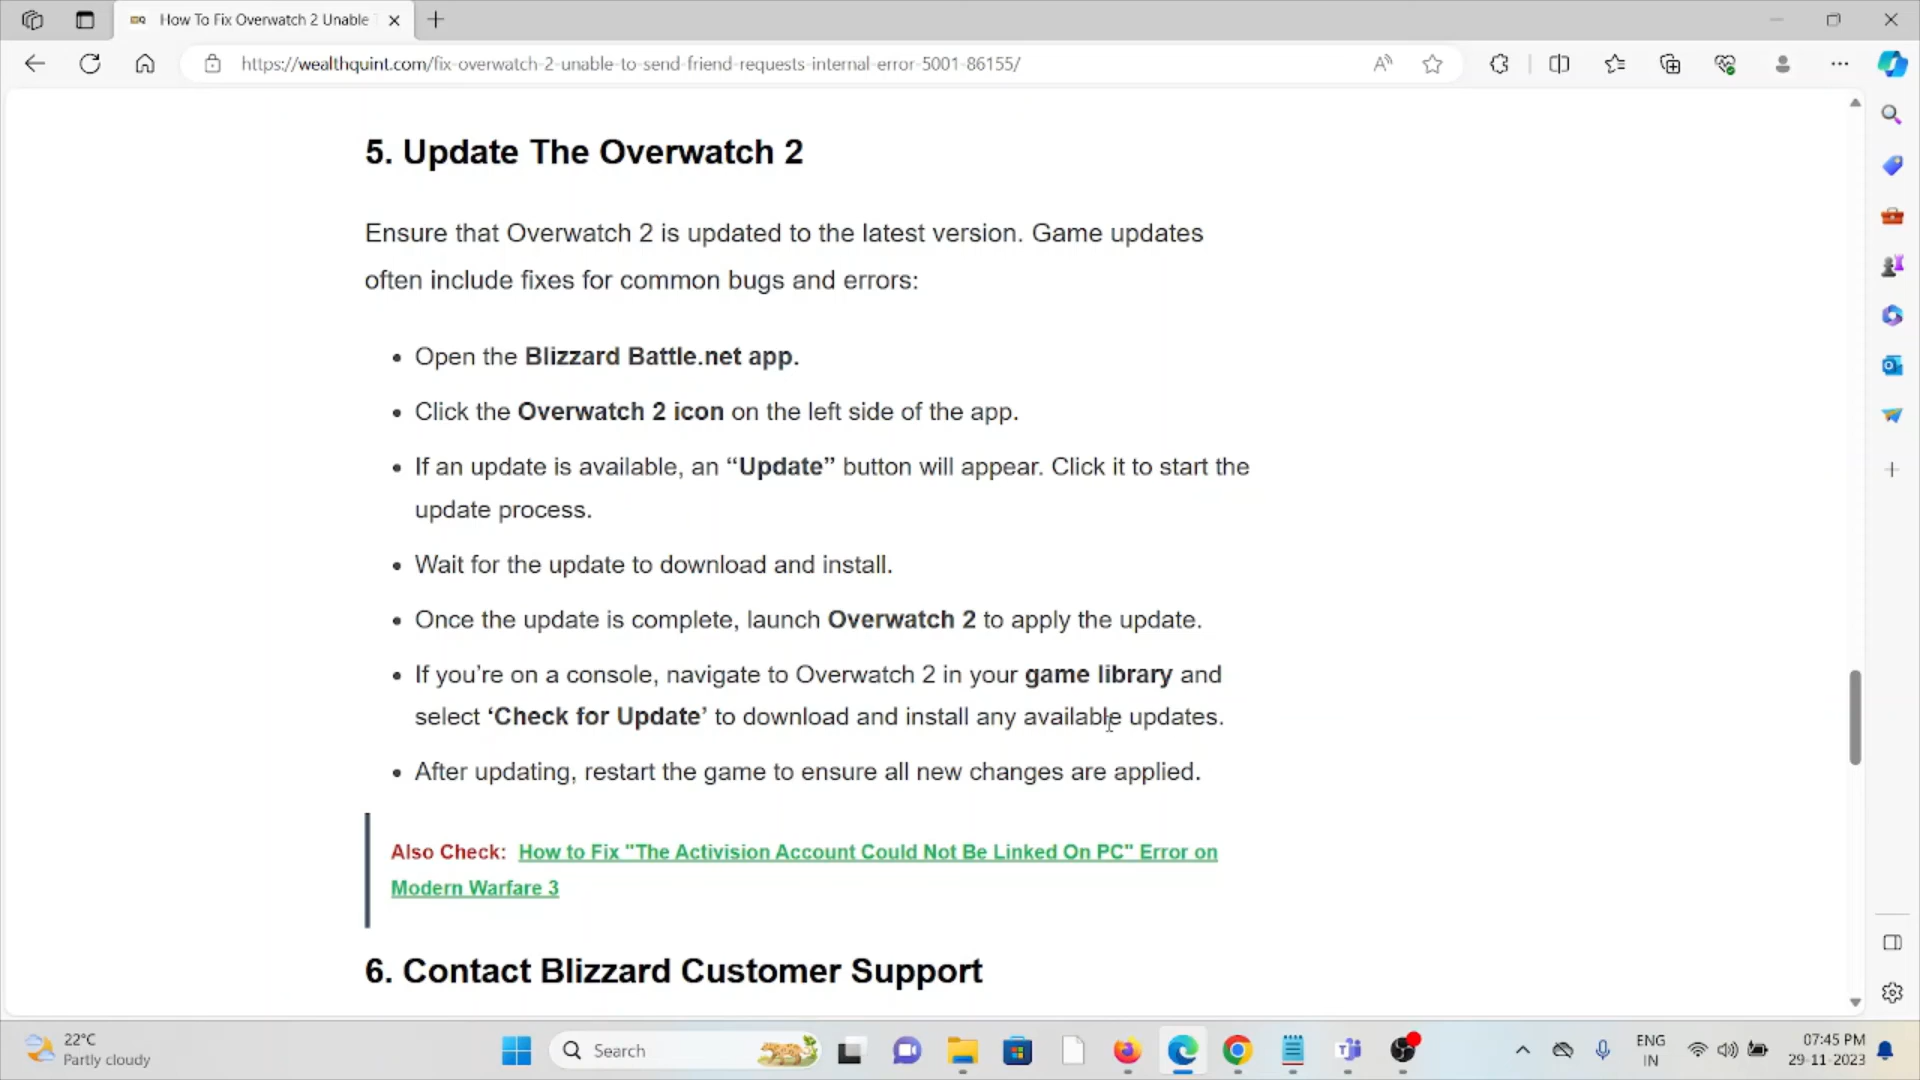 How To Fix Overwatch 2 Unable
https://wealthquint.com/fix-overwatch-2-unable-to-send-friend-requests-internal-error-5001-86155/
5. Update The Overwatch 2
Ensure that Overwatch 2 is updated to the latest version. Game updates
often include fixes for common bugs and errors:
• Open the Blizzard Battle.net app.
• Click the Overwatch 2 icon on the left side of the app.
• If an update is available, an “Update” button will appear. Click it to start the
update process.
• Wait for the update to download and install.
• Once the update is complete, launch Overwatch 2 to apply the update.
• If you’re on a console, navigate to Overwatch 2 in your game library and
select ‘Check for Update’ to download and install any available updates.
• After updating, restart the game to ensure all new changes are applied.
Also Check: How to Fix "The Activision Account Could Not Be Linked On PC" Error on
Modern Warfare 3
6. Contact Blizzard Customer Support
22°C
Partly cloudy
Search
ENG
IN
07:45 PM
29-11-2023